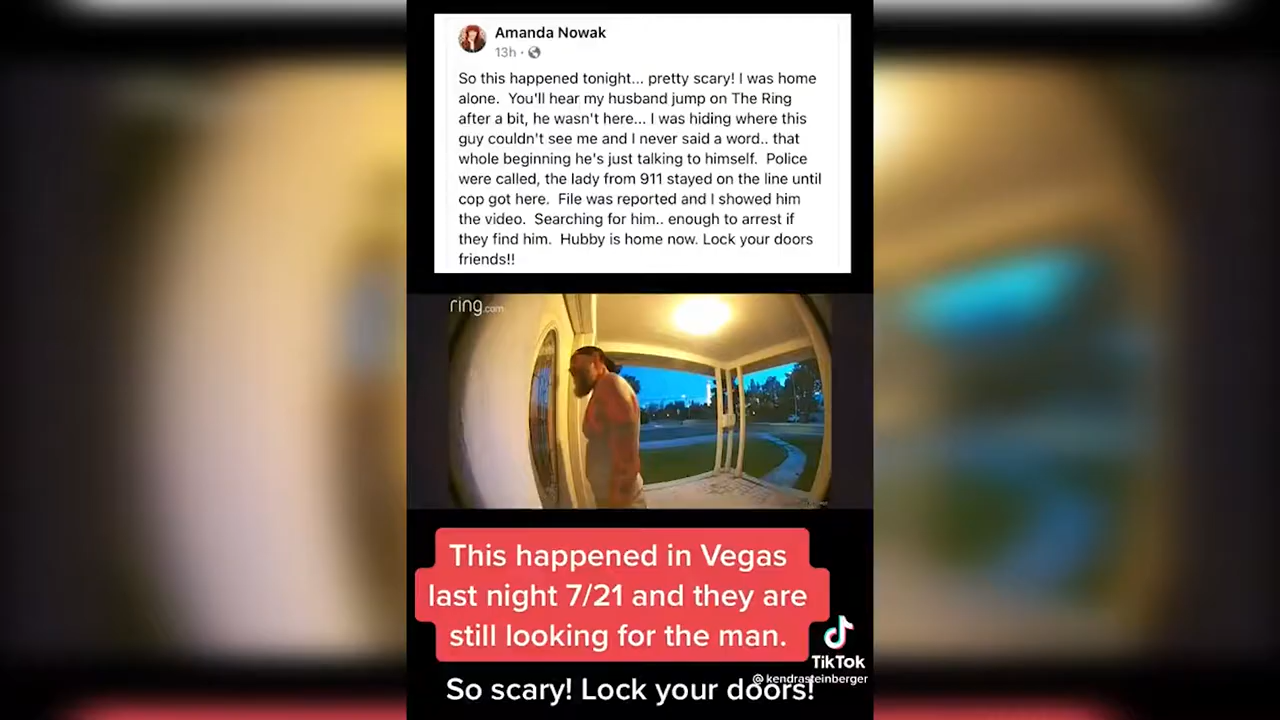 Amanda Nowak
13h ·
So this happened tonight... pretty scary! I was home
alone.  You'll hear my husband jump on The Ring
after a bit, he wasn't here... I was hiding where this
guy couldn't see me and I never said a word.. that
whole beginning he's just talking to himself.  Police
were called, the lady from 911 stayed on the line until
cop got here.  File was reported and I showed him
the video.  Searching for him.. enough to arrest if
they find him.  Hubby is home now. Lock your doors
friends!!
ring.com
This happened in Vegas
last night 7/21 and they are
still looking for the man.
TikTok
@kendrasteinberger
So scary! Lock your doors!